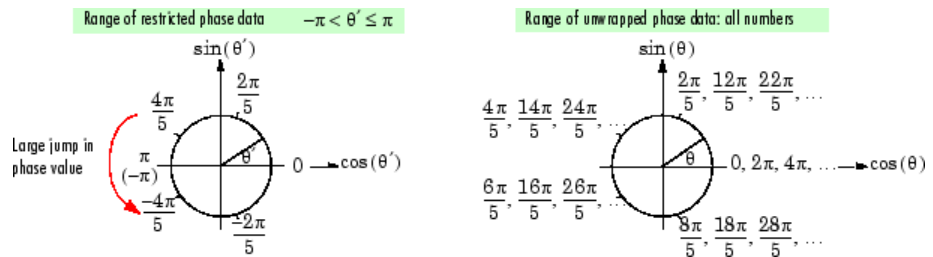 Range of restricted phase data −π < θ′ ≤ π
sin(θ′)
2π/5
4π/5
Large jump in
phase value
π
(−π)
θ′
0
cos(θ′)
−4π/5
−2π/5
Range of unwrapped phase data: all numbers
sin(θ)
2π/5, 12π/5, 22π/5, ...
4π/5, 14π/5, 24π/5, ...
θ
0, 2π, 4π, ...
cos(θ)
6π/5, 16π/5, 26π/5, ...
8π/5, 18π/5, 28π/5, ...